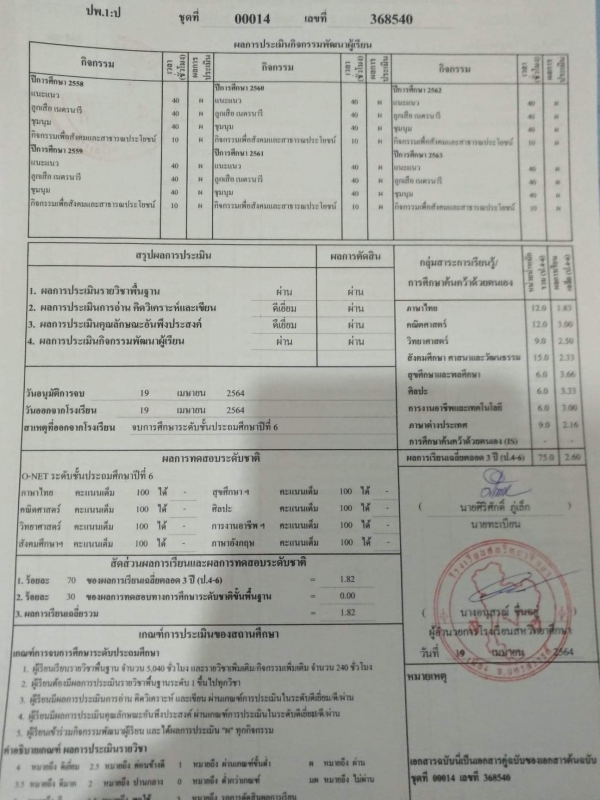 ปพ.1:ป ชุดที่ 00014 เลขที่ 368540
ผลการประเมินกิจกรรมพัฒนาผู้เรียน
กิจกรรม เวลา (ชั่วโมง) ผลการประเมิน กิจกรรม เวลา (ชั่วโมง) ผลการประเมิน กิจกรรม เวลา (ชั่วโมง) ผลการประเมิน
ปีการศึกษา 2558 ปีการศึกษา 2560 ปีการศึกษา 2562
แนะแนว 40 ผ แนะแนว 40 ผ แนะแนว 40 ผ
ลูกเสือ เนตรนารี 40 ผ ลูกเสือ เนตรนารี 40 ผ ลูกเสือ เนตรนารี 40 ผ
ชุมนุม 40 ผ ชุมนุม 40 ผ ชุมนุม 40 ผ
กิจกรรมเพื่อสังคมและสาธารณประโยชน์ 10 ผ กิจกรรมเพื่อสังคมและสาธารณประโยชน์ 10 ผ กิจกรรมเพื่อสังคมและสาธารณประโยชน์ 10 ผ
ปีการศึกษา 2559 ปีการศึกษา 2561 ปีการศึกษา 2563
แนะแนว 40 ผ แนะแนว 40 ผ แนะแนว 40 ผ
ลูกเสือ เนตรนารี 40 ผ ลูกเสือ เนตรนารี 40 ผ ลูกเสือ เนตรนารี 40 ผ
ชุมนุม 40 ผ ชุมนุม 40 ผ ชุมนุม 40 ผ
กิจกรรมเพื่อสังคมและสาธารณประโยชน์ 10 ผ กิจกรรมเพื่อสังคมและสาธารณประโยชน์ 10 ผ กิจกรรมเพื่อสังคมและสาธารณประโยชน์ 10 ผ
สรุปผลการประเมิน ผลการตัดสิน
1. ผลการประเมินรายวิชาพื้นฐาน ผ่าน ผ่าน
2. ผลการประเมินการอ่าน คิดวิเคราะห์และเขียน ดีเยี่ยม ผ่าน
3. ผลการประเมินคุณลักษณะอันพึงประสงค์ ดีเยี่ยม ผ่าน
4. ผลการประเมินกิจกรรมพัฒนาผู้เรียน ผ่าน ผ่าน
วันอนุมัติการจบ 19 เมษายน 2564
วันออกจากโรงเรียน 19 เมษายน 2564
สาเหตุที่ออกจากโรงเรียน จบการศึกษาระดับชั้นประถมศึกษาปีที่ 6
กลุ่มสาระการเรียนรู้/
การศึกษาค้นคว้าด้วยตนเอง
ภาษาไทย 12.0 1.83
คณิตศาสตร์ 12.0 3.00
วิทยาศาสตร์ 9.0 2.50
สังคมศึกษา ศาสนาและวัฒนธรรม 15.0 2.33
สุขศึกษาและพลศึกษา 6.0 3.66
ศิลปะ 6.0 3.33
การงานอาชีพและเทคโนโลยี 6.0 3.00
ภาษาต่างประเทศ 9.0 2.16
การศึกษาค้นคว้าด้วยตนเอง (IS) - -
ผลการเรียนเฉลี่ยตลอด 3 ปี (ป.4-6) 75.0 2.60
ผลการทดสอบระดับชาติ
O-NET ระดับชั้นประถมศึกษาปีที่ 6
ภาษาไทย คะแนนเต็ม 100 ได้ - สุขศึกษา ฯ คะแนนเต็ม 100 ได้ -
คณิตศาสตร์ คะแนนเต็ม 100 ได้ - ศิลปะ คะแนนเต็ม 100 ได้ -
วิทยาศาสตร์ คะแนนเต็ม 100 ได้ - การงานอาชีพ ฯ คะแนนเต็ม 100 ได้ -
สังคมศึกษาฯ คะแนนเต็ม 100 ได้ - ภาษาอังกฤษ คะแนนเต็ม 100 ได้ -
สัดส่วนผลการเรียนและผลการทดสอบระดับชาติ
1. ร้อยละ 70 ของผลการเรียนเฉลี่ยตลอด 3 ปี (ป.4-6) = 1.82
2. ร้อยละ 30 ของผลการทดสอบทางการศึกษาระดับชาติขั้นพื้นฐาน = 0.00
3. ผลการเรียนเฉลี่ยรวม = 1.82
( นายศิริศักดิ์ ภู่เล็ก )
นายทะเบียน
ผู้อำนวยการโรงเรียนสหวิทยาศึกษา
วันที่ 19 เมษายน 2564
เกณฑ์การประเมินของสถานศึกษา
เกณฑ์การจบการศึกษาระดับประถมศึกษา
1. ผู้เรียนเรียนรายวิชาพื้นฐาน จำนวน 5,040 ชั่วโมง และรายวิชาเพิ่มเติม/กิจกรรมเพิ่มเติม จำนวน 240 ชั่วโมง
2. ผู้เรียนต้องมีผลการประเมินรายวิชาพื้นฐานระดับ 1 ขึ้นไปทุกวิชา
3. ผู้เรียนมีผลการประเมินการอ่าน คิดวิเคราะห์ และเขียน ผ่านเกณฑ์การประเมินในระดับดีเยี่ยม/ดี/ผ่าน
4. ผู้เรียนมีผลการประเมินคุณลักษณะอันพึงประสงค์ ผ่านเกณฑ์การประเมินในระดับดีเยี่ยม/ดี/ผ่าน
5. ผู้เรียนเข้าร่วมกิจกรรมพัฒนาผู้เรียน และได้ผลการประเมิน "ผ" ทุกกิจกรรม
คำอธิบายเกณฑ์ ผลการประเมินรายวิชา
4 หมายถึง ดีเยี่ยม 2.5 หมายถึง ค่อนข้างดี 1 หมายถึง ผ่านเกณฑ์ขั้นต่ำ ผ หมายถึง ผ่าน
3.5 หมายถึง ดีมาก 2 หมายถึง ปานกลาง 0 หมายถึง ต่ำกว่าเกณฑ์ มผ หมายถึง ไม่ผ่าน
หมายเหตุ
เอกสารฉบับนี้เป็นเอกสารคู่ฉบับของเอกสารต้นฉบับ
ชุดที่ 00014 เลขที่ 368540